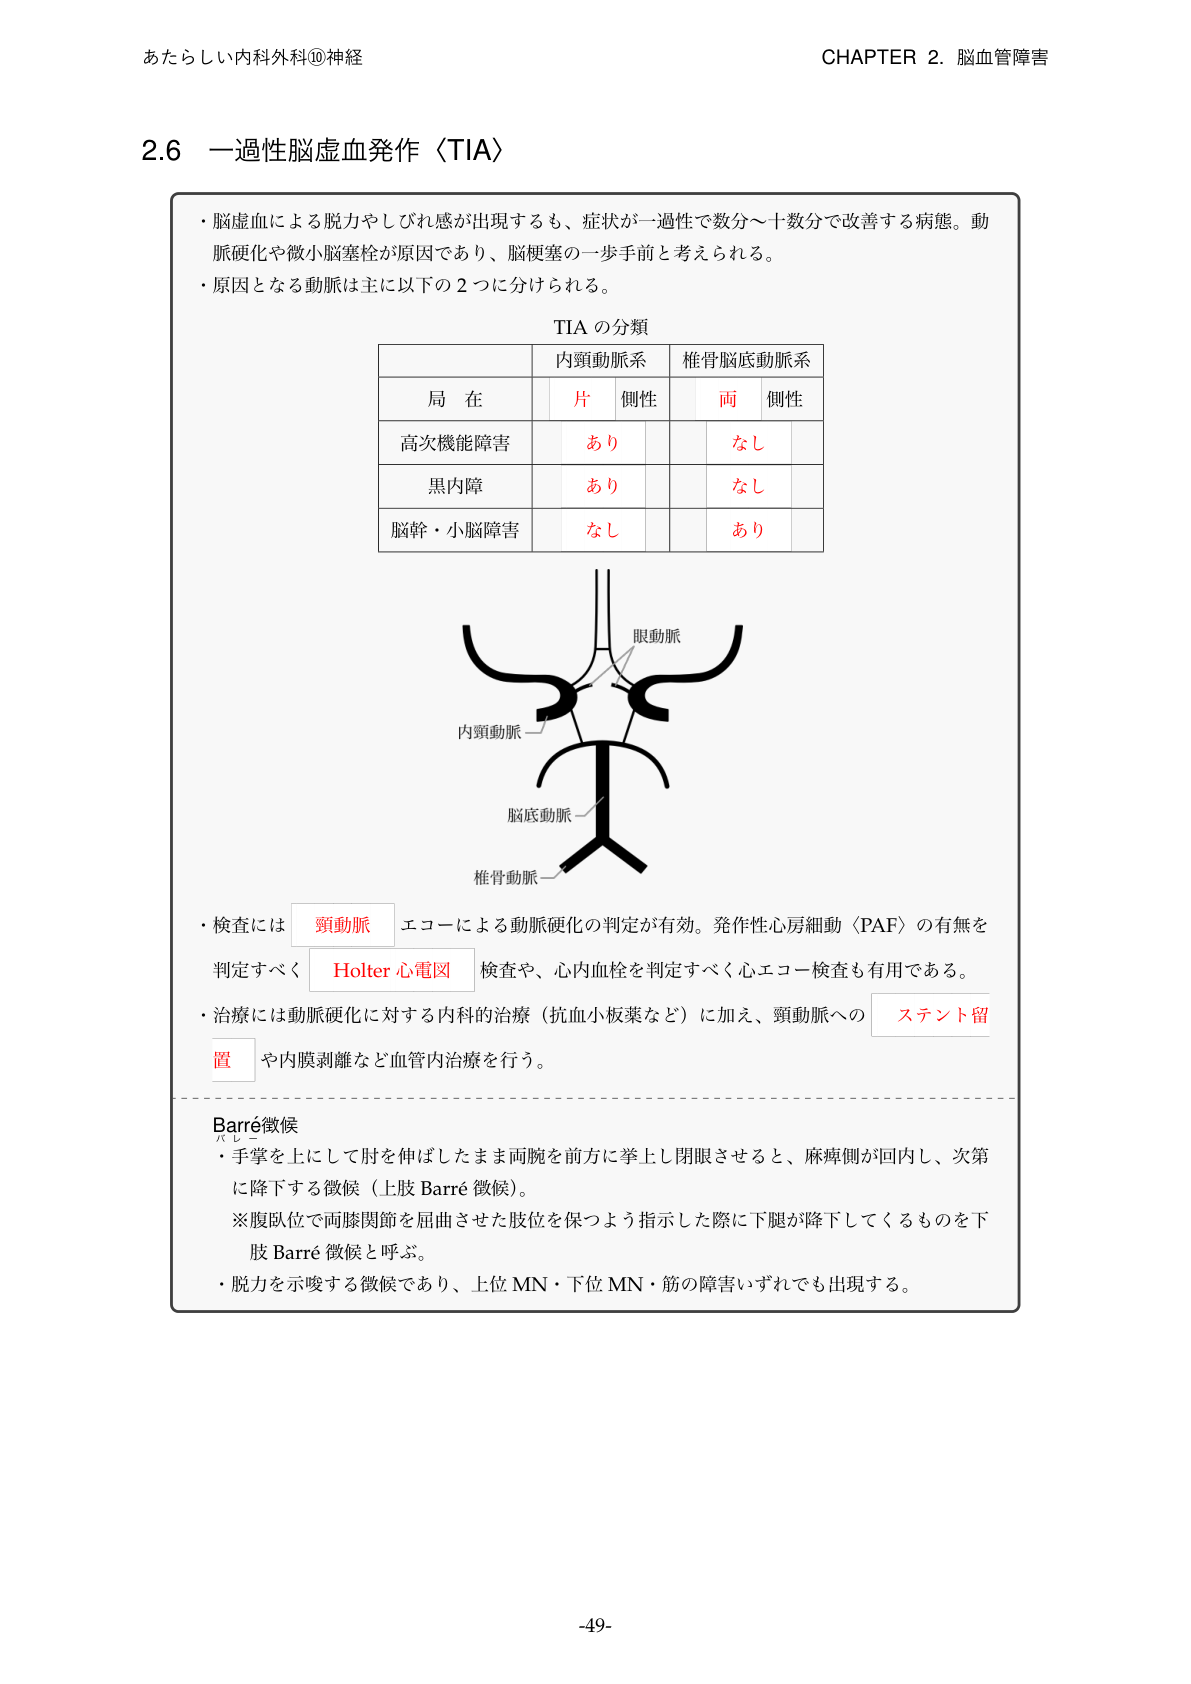 あたらしい内科外科⑩神経 CHAPTER 2. 脳血管障害
2.6 一過性脳虚血発作〈TIA〉
・脳虚血による脱力やしびれ感が出現するも、症状が一過性で数分〜十数分で改善する病態。動
脈硬化や微小脳塞栓が原因であり、脳梗塞の一歩手前と考えられる。
・原因となる動脈は主に以下の 2 つに分けられる。
TIA の分類
内頸動脈系 椎骨脳底動脈系
局 在 片 側性 両 側性
高次機能障害 あり なし
黒内障 あり なし
脳幹・小脳障害 なし あり
眼動脈
内頸動脈
脳底動脈
椎骨動脈
・検査には 頸動脈 エコーによる動脈硬化の判定が有効。発作性心房細動〈PAF〉の有無を
判定すべく Holter 心電図 検査や、心内血栓を判定すべく心エコー検査も有用である。
・治療には動脈硬化に対する内科的治療（抗血小板薬など）に加え、頸動脈への ステント留
置 や内膜剥離など血管内治療を行う。
Barré徴候
バレー
・手掌を上にして肘を伸ばしたまま両腕を前方に挙上し閉眼させると、麻痺側が回内し、次第
に降下する徴候（上肢 Barré 徴候）。
※腹臥位で両膝関節を屈曲させた肢位を保つよう指示した際に下腿が降下してくるものを下
肢 Barré 徴候と呼ぶ。
・脱力を示唆する徴候であり、上位 MN・下位 MN・筋の障害いずれでも出現する。
-49-